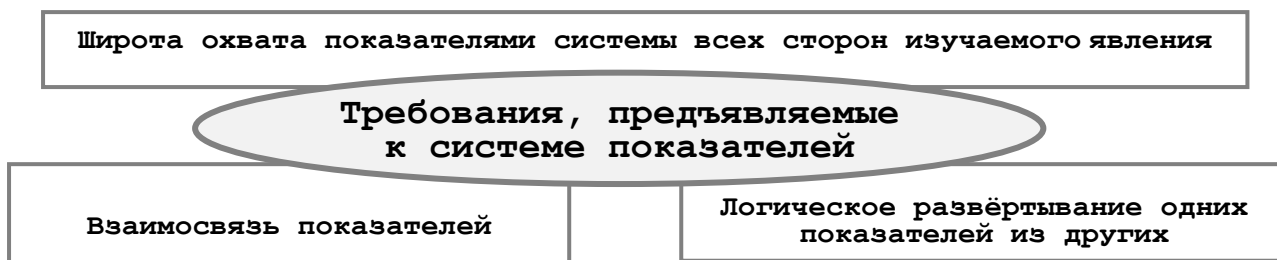 Широта охвата показателями системы всех сторон изучаемого явления
Требования, предъявляемые
к системе показателей
Взаимосвязь показателей
Логическое развёртывание одних
показателей из других